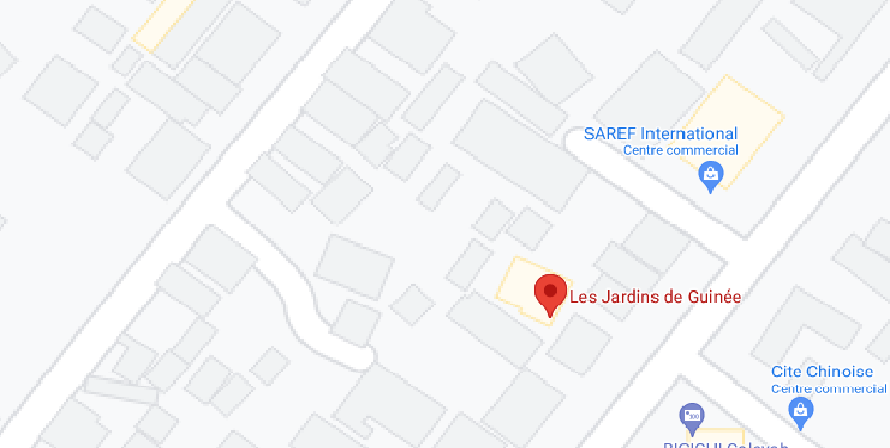 SAREF International
Centre commercial
Les Jardins de Guinée
Cite Chinoise
Centre commercial